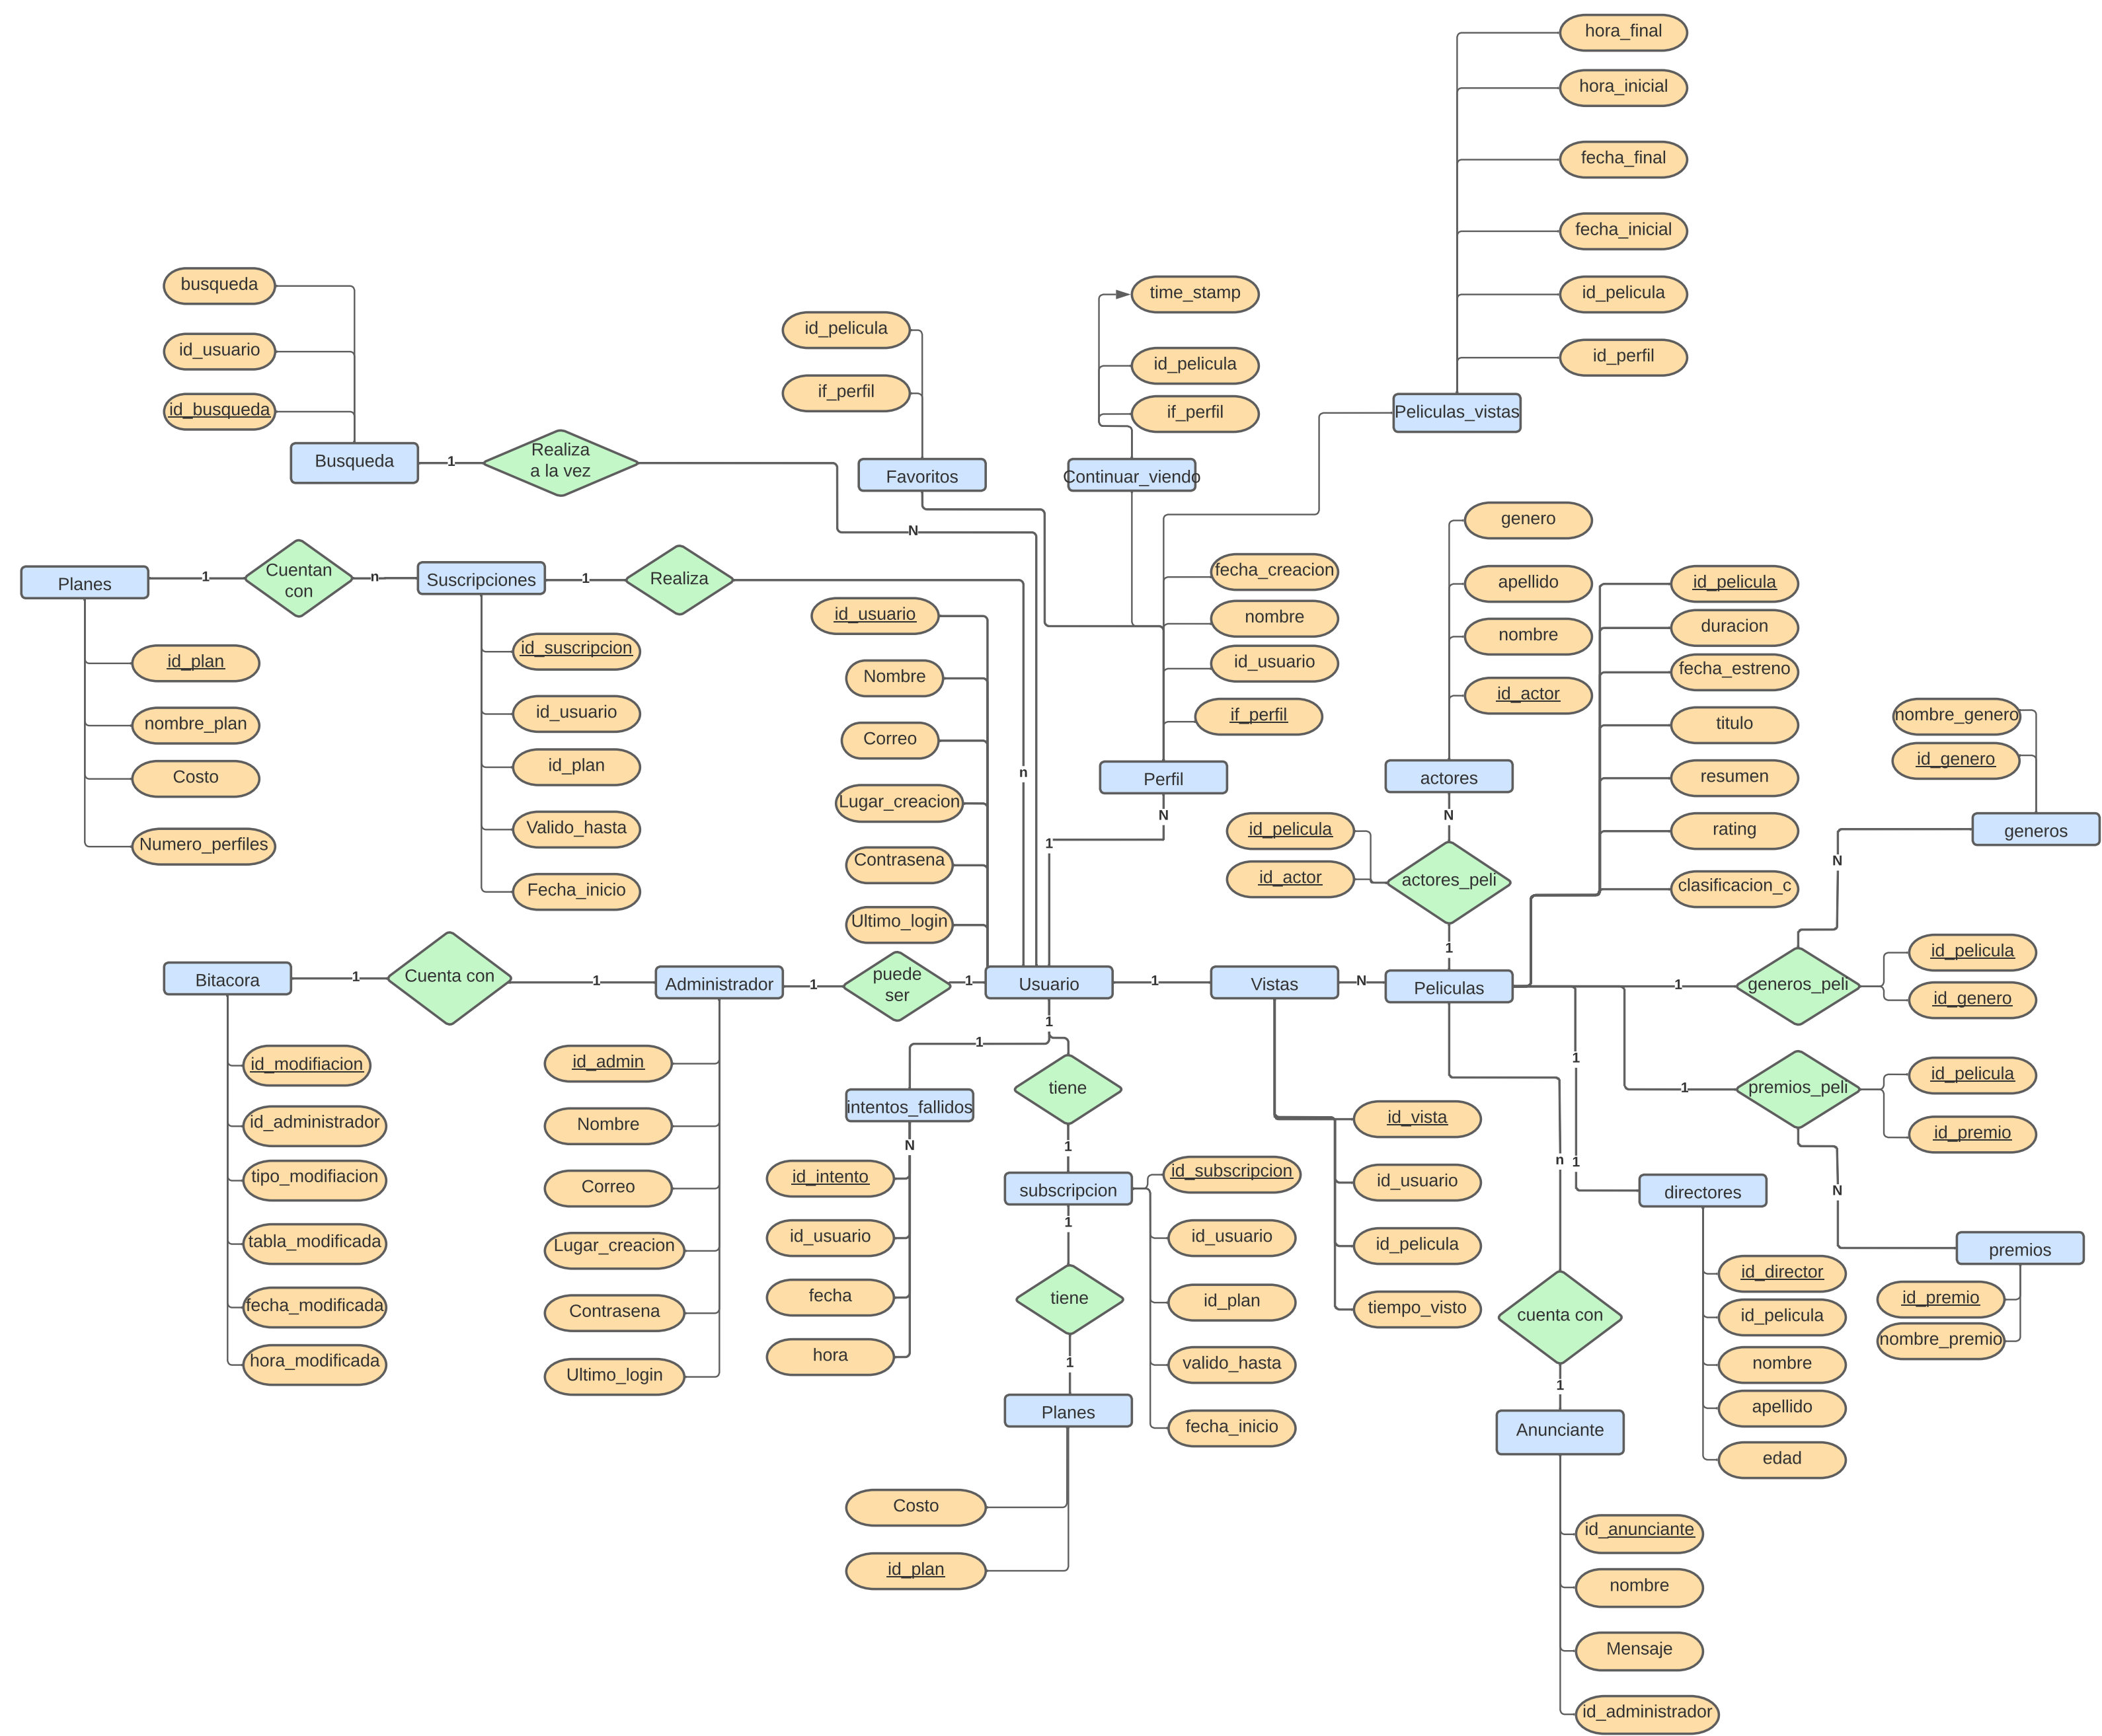 hora_final
hora_inicial
fecha_final
fecha_inicial
id_pelicula
id_perfil
Peliculas_vistas
busqueda
id_usuario
id_busqueda
Busqueda
1
Realiza
a la vez
N
id_pelicula
if_perfil
Favoritos
time_stamp
id_pelicula
if_perfil
Continuar_viendo
Planes
1
Cuentan
con
n
Suscripciones
1
Realiza
n
id_plan
nombre_plan
Costo
Numero_perfiles
id_suscripcion
id_usuario
id_plan
Valido_hasta
Fecha_inicio
id_usuario
Nombre
Correo
Lugar_creacion
Contrasena
Ultimo_login
fecha_creacion
nombre
id_usuario
if_perfil
Perfil
N
1
genero
apellido
nombre
id_actor
actores
N
id_pelicula
id_actor
actores_peli
1
id_pelicula
duracion
fecha_estreno
titulo
resumen
rating
clasificacion_c
nombre_genero
id_genero
generos
N
Bitacora
1
Cuenta con
1
Administrador
1
puede
ser
1
Usuario
1
Vistas
N
Peliculas
1
generos_peli
id_pelicula
id_genero
id_modifiacion
id_administrador
tipo_modifiacion
tabla_modificada
fecha_modificada
hora_modificada
id_admin
Nombre
Correo
Lugar_creacion
Contrasena
Ultimo_login
1
1
intentos_fallidos
N
id_intento
id_usuario
fecha
hora
tiene
1
subscripcion
1
tiene
1
Planes
Costo
id_plan
id_subscripcion
id_usuario
id_plan
valido_hasta
fecha_inicio
id_vista
id_usuario
id_pelicula
tiempo_visto
n
cuenta con
1
Anunciante
id_anunciante
nombre
Mensaje
id_administrador
1
1
directores
id_director
id_pelicula
nombre
apellido
edad
1
premios_peli
id_pelicula
id_premio
N
premios
id_premio
nombre_premio